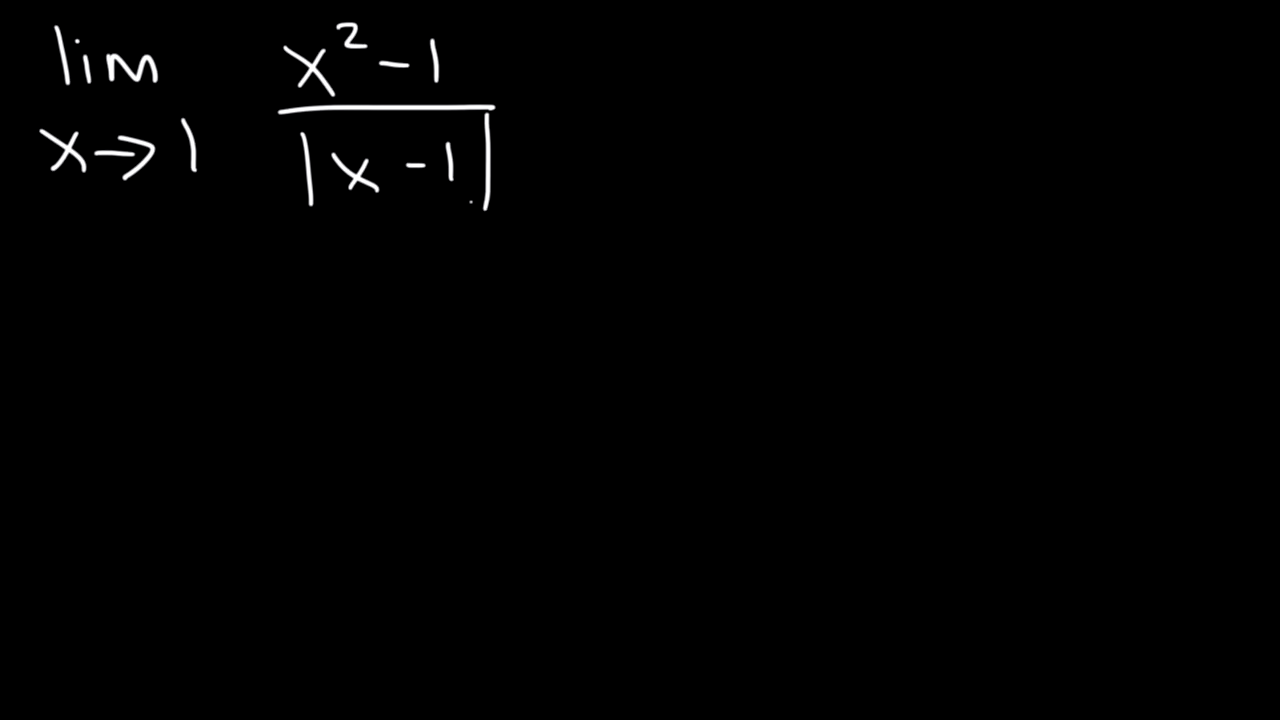 lim x² - 1
x→1 |x - 1|